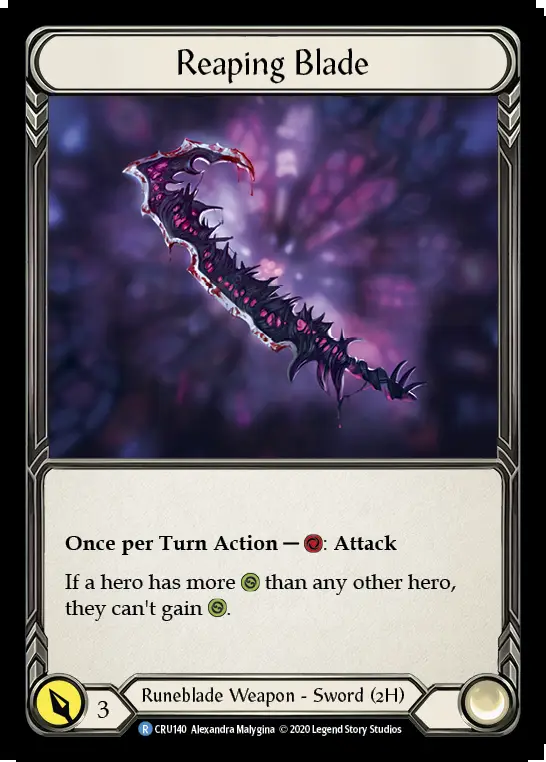 Reaping Blade
Once per Turn Action — : Attack
If a hero has more than any other hero,
they can't gain .
3
Runeblade Weapon - Sword (2H)
R CRU140 Alexandra Malygina © 2020 Legend Story Studios